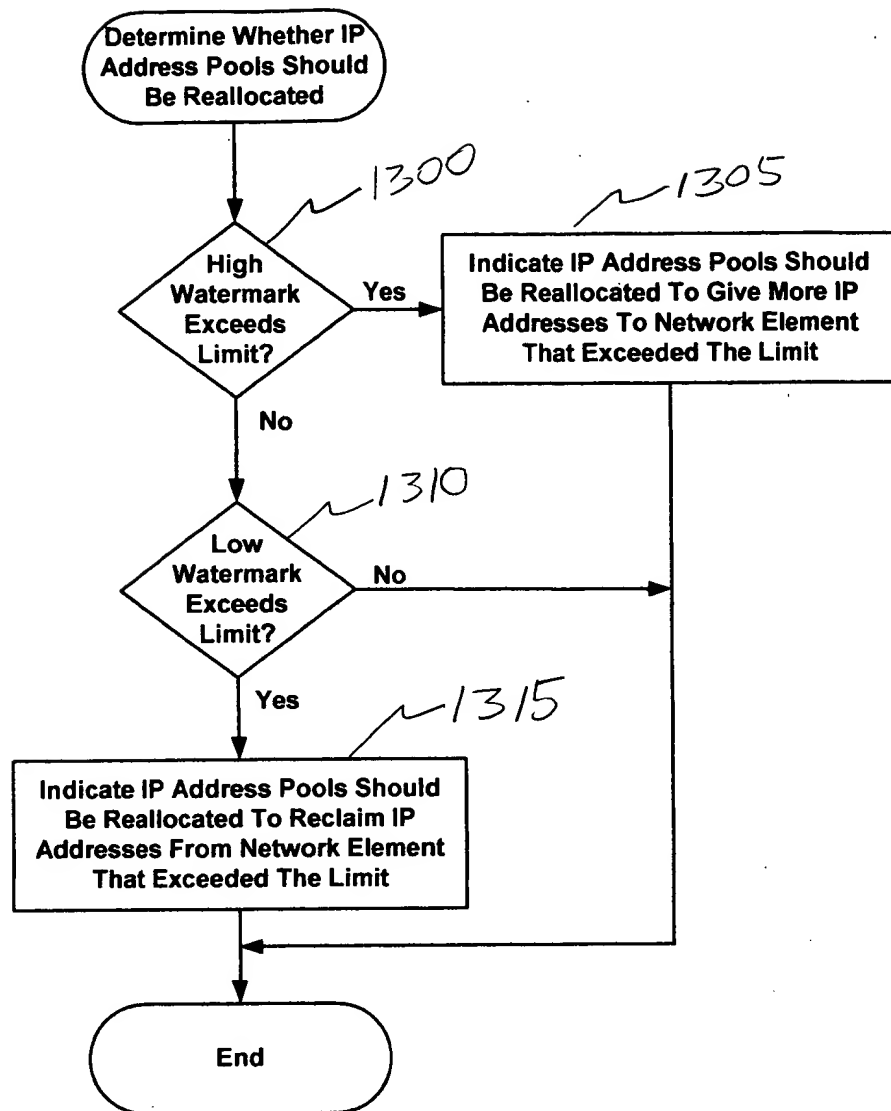 Determine Whether IP
Address Pools Should
Be Reallocated
1300
1305
High
Watermark
Exceeds
Limit?
Yes
Indicate IP Address Pools Should
Be Reallocated To Give More IP
Addresses To Network Element
That Exceeded The Limit
No
1310
Low
Watermark
Exceeds
Limit?
No
Yes
1315
Indicate IP Address Pools Should
Be Reallocated To Reclaim IP
Addresses From Network Element
That Exceeded The Limit
End